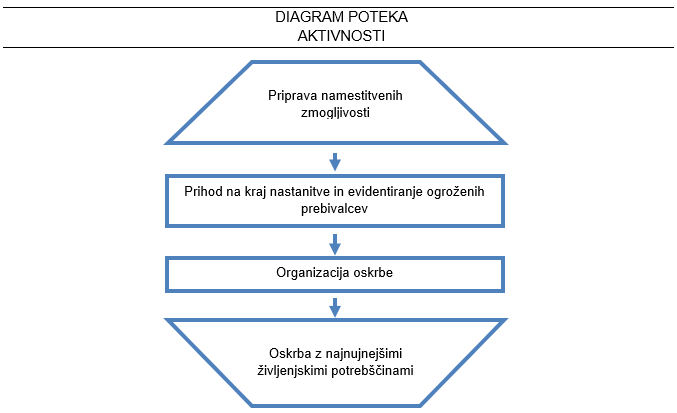 DIAGRAM POTEKA
AKTIVNOSTI
Priprava namestitvenih
zmogljivosti
Prihod na kraj nastanitve in evidentiranje ogroženih
prebivalcev
Organizacija oskrbe
Oskrba z najnujnejšimi
življenjskimi potrebščinami